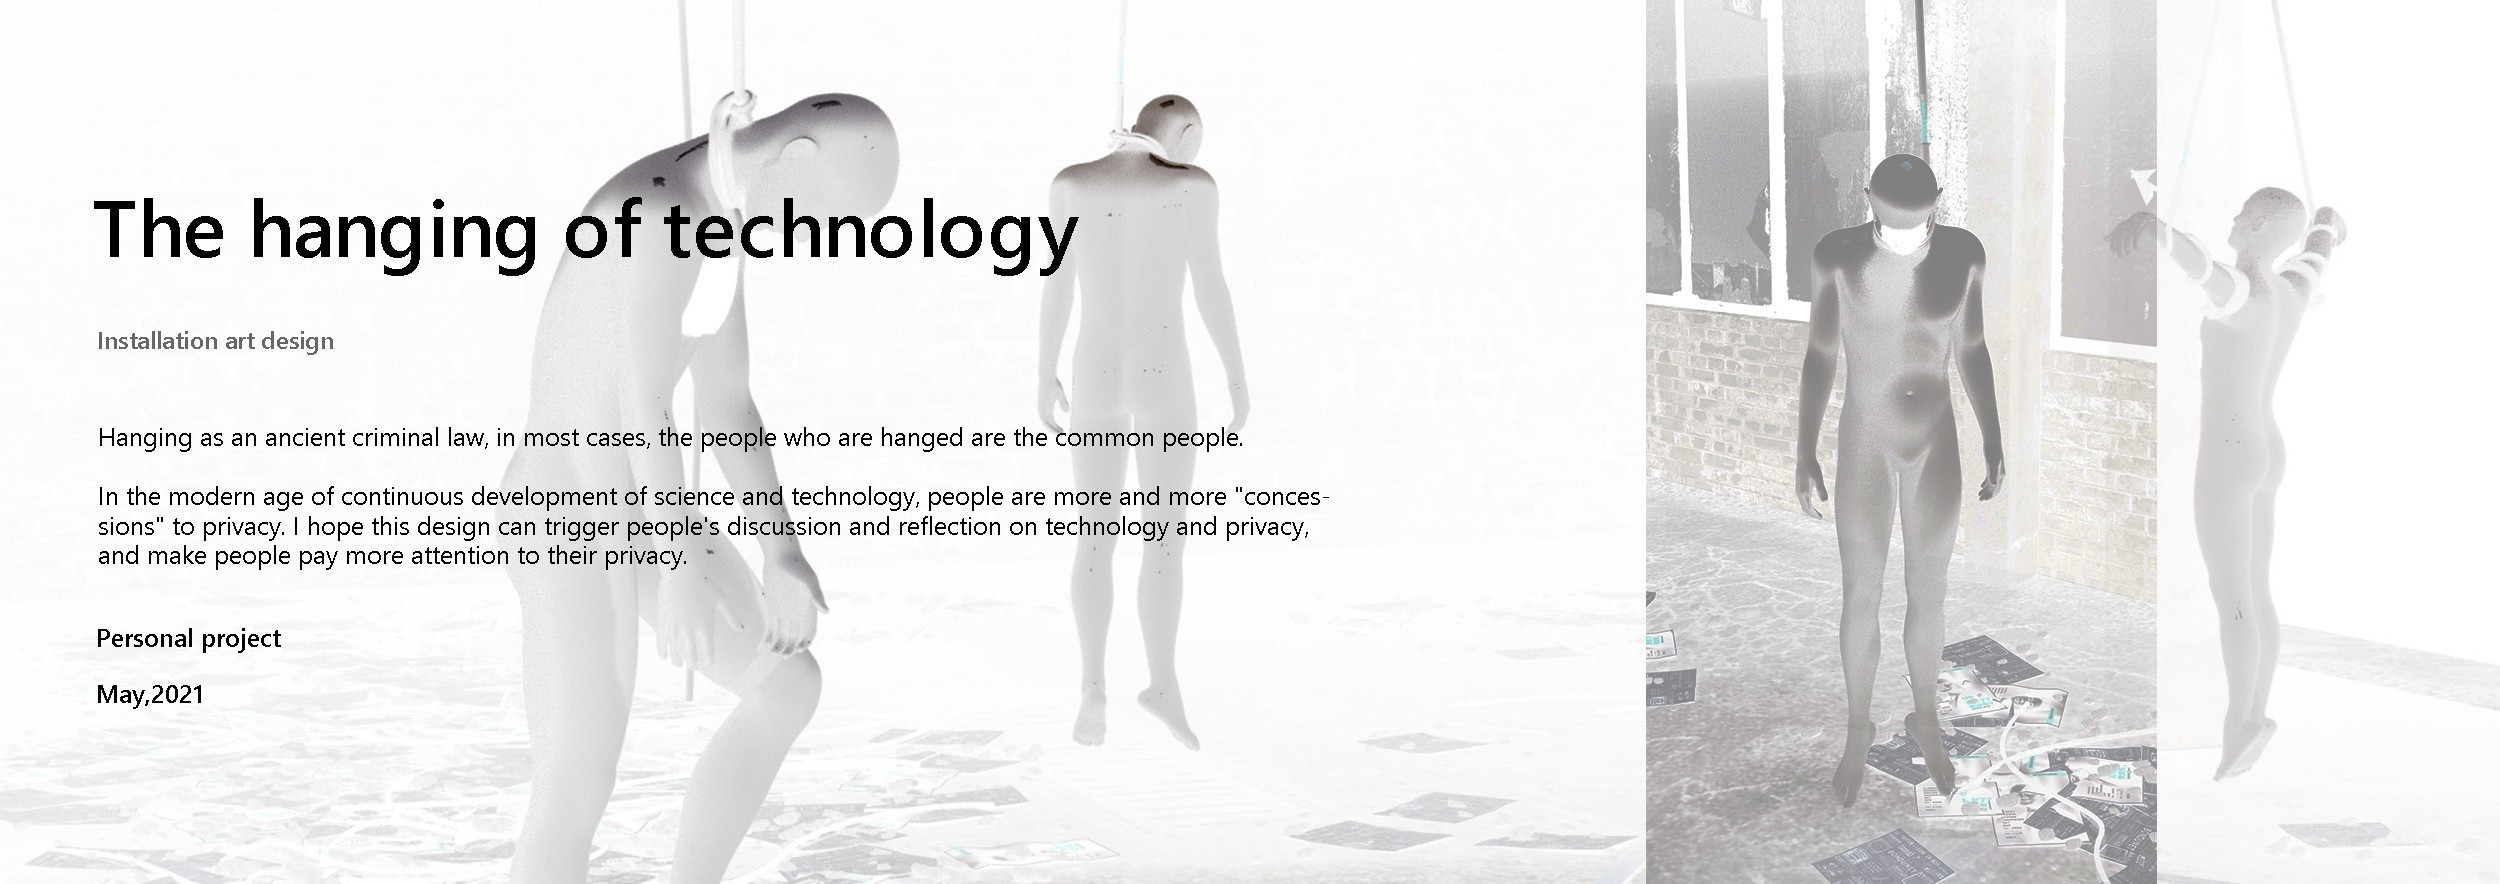 The hanging of technology
Installation art design
Hanging as an ancient criminal law, in most cases, the people who are hanged are the common people.
In the modern age of continuous development of science and technology, people are more and more "conces-
sions" to privacy. I hope this design can trigger people's discussion and reflection on technology and privacy,
and make people pay more attention to their privacy.
Personal project
May,2021